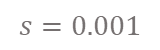 s = 0.001